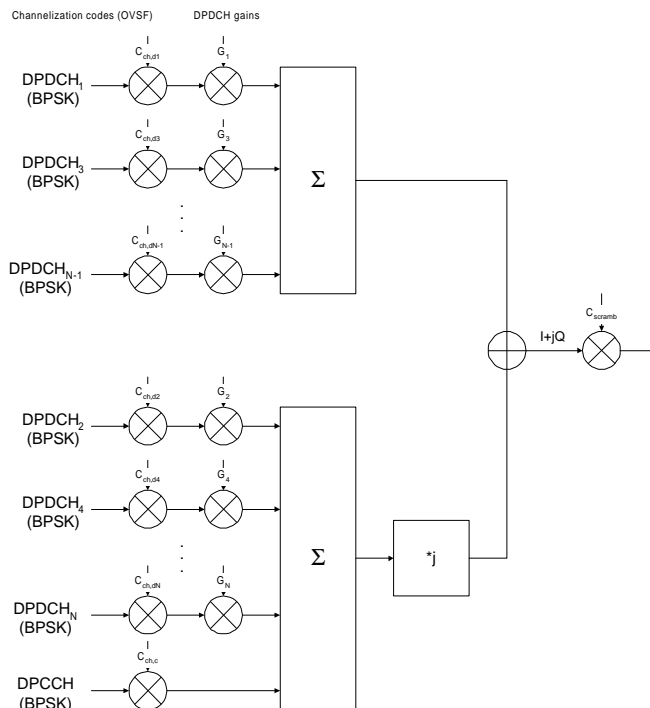 Channelization codes (OVSF) DPDCH gains
C_ch,d1 G_1
DPDCH_1
(BPSK)
C_ch,d3 G_3
DPDCH_3
(BPSK)
Σ
C_ch,dN-1 G_N-1
DPDCH_N-1
(BPSK)
C_scramb
I+jQ
C_ch,d2 G_2
DPDCH_2
(BPSK)
C_ch,d4 G_4
DPDCH_4
(BPSK)
Σ
*j
C_ch,dN G_N
DPDCH_N
(BPSK)
C_ch,c
DPCCH
(BPSK)